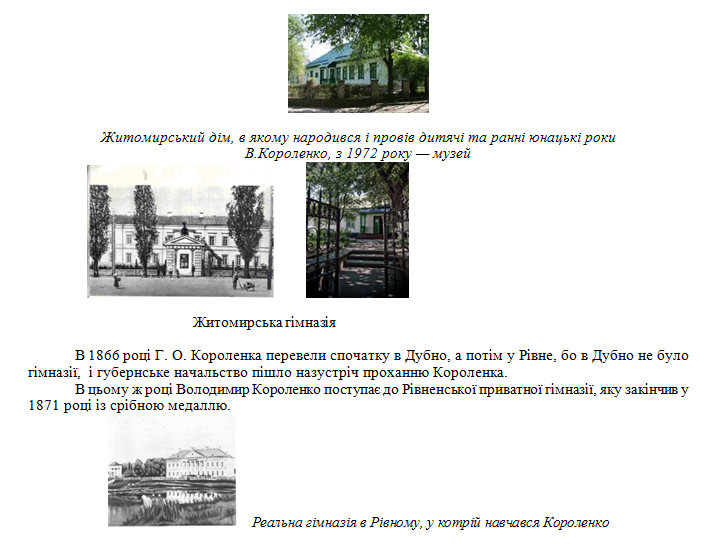 Житомирський дім, в якому народився і провів дитячі та ранні юнацькі роки
В.Короленко, з 1972 року — музей
Житомирська гімназія
В 1866 році Г. О. Короленка перевели спочатку в Дубно, а потім у Рівне, бо в Дубно не було
гімназії, і губернське начальство пішло назустріч проханню Короленка.
В цьому ж році Володимир Короленко поступає до Рівненської приватної гімназії, яку закінчив у
1871 році із срібною медаллю.
Реальна гімназія в Рівному, у котрій навчався Короленко